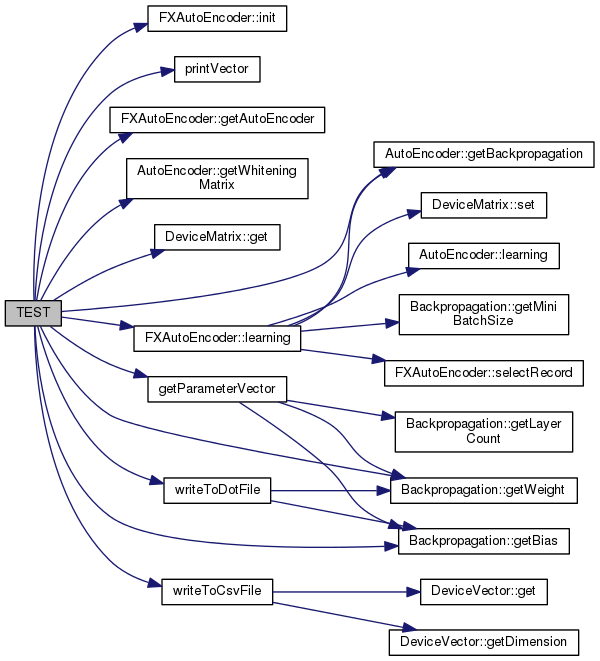 TEST
FXAutoEncoder::init
printVector
FXAutoEncoder::getAutoEncoder
AutoEncoder::getWhitening
Matrix
DeviceMatrix::get
FXAutoEncoder::learning
getParameterVector
writeToDotFile
writeToCsvFile
AutoEncoder::getBackpropagation
DeviceMatrix::set
AutoEncoder::learning
Backpropagation::getMini
BatchSize
FXAutoEncoder::selectRecord
Backpropagation::getLayer
Count
Backpropagation::getWeight
Backpropagation::getBias
DeviceVector::get
DeviceVector::getDimension